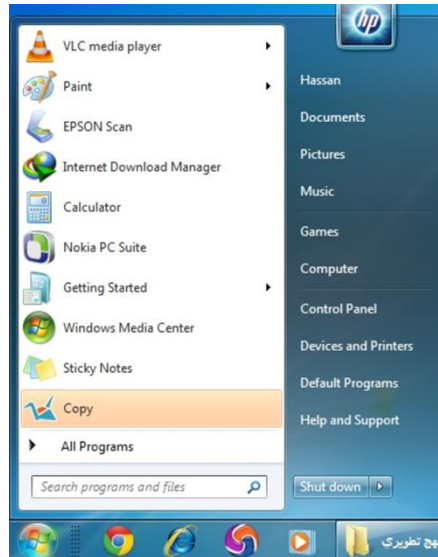 hp
VLC media player
Paint
EPSON Scan
Internet Download Manager
Calculator
Nokia PC Suite
Getting Started
Windows Media Center
Sticky Notes
Copy
All Programs
Search programs and files
Hassan
Documents
Pictures
Music
Games
Computer
Control Panel
Devices and Printers
Default Programs
Help and Support
Shut down
تطويري